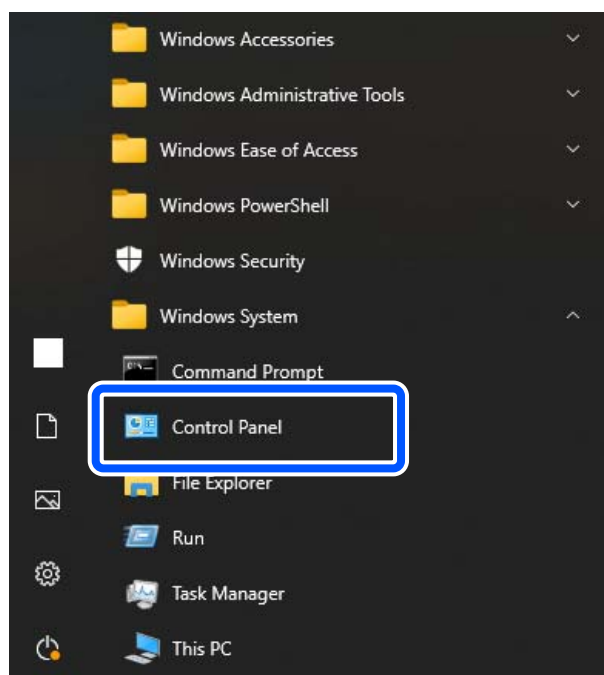 Windows Accessories
Windows Administrative Tools
Windows Ease of Access
Windows PowerShell
Windows Security
Windows System
Command Prompt
Control Panel
File Explorer
Run
Task Manager
This PC